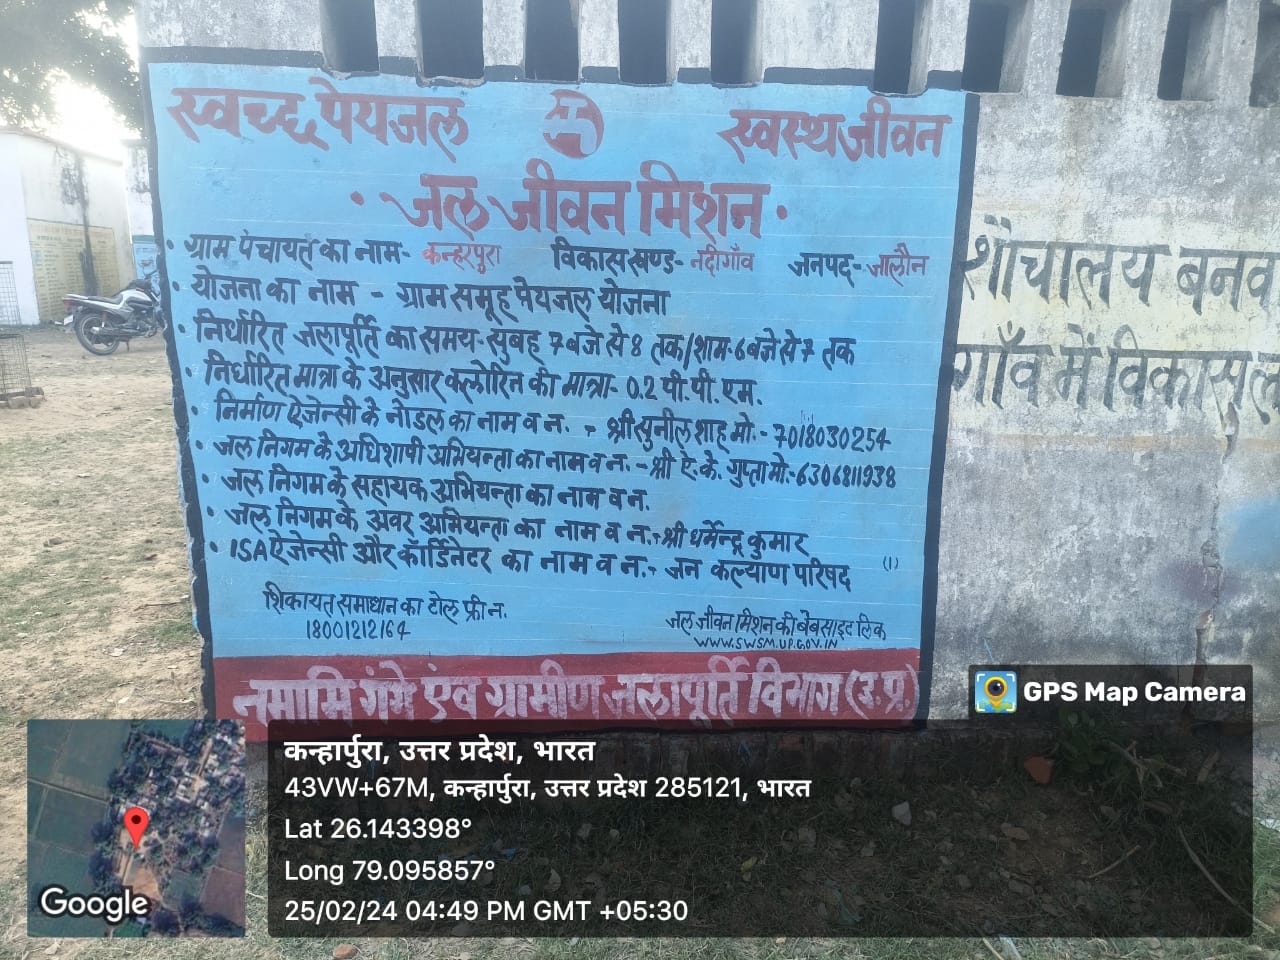 स्वच्छ पेयजल स्वस्थ जीवन
जल जीवन मिशन
ग्राम पंचायत का नाम- कन्हरपुरा विकासखण्ड- नदीगाँव जनपद- जालौन
योजना का नाम - ग्राम समूह पेयजल योजना
निर्धारित जलापूर्ति का समय-सुबह 7 बजे से 8 तक/शाम-6 बजे से 7 तक
निर्धारित मात्रा के अनुसार क्लोरिन की मात्रा- 0.2 पी.पी.एम.
निर्माण ऐजेन्सी के नोडल का नाम व न. - श्री सुनील शाहू मो.- 7018030254
जल निगम के अधिशाषी अभियन्ता का नाम व न.- श्री ऐ.के. गुप्ता मो.-6306811938
जल निगम के सहायक अभियन्ता का नाम व न.
जल निगम के अवर अभियन्ता का नाम व न.- श्री धर्मेन्द्र कुमार
ISA ऐजेन्सी और कॉर्डिनेटर का नाम व न.- जन कल्याण परिषद (1)
शिकायत समाधान का टोल फ्री न.
18001212164
जल जीवन मिशन की बेबसाइट लिंक
WWW.SWSM.UP.GOV.IN
नमामि गंगे एंव ग्रामीण जलापूर्ति विभाग (उ.प्र.)
शौचालय बनव
गाँव में विकास ल
GPS Map Camera
कन्हार्पुरा, उत्तर प्रदेश, भारत
43VW+67M, कन्हार्पुरा, उत्तर प्रदेश 285121, भारत
Lat 26.143398°
Long 79.095857°
25/02/24 04:49 PM GMT +05:30
Google